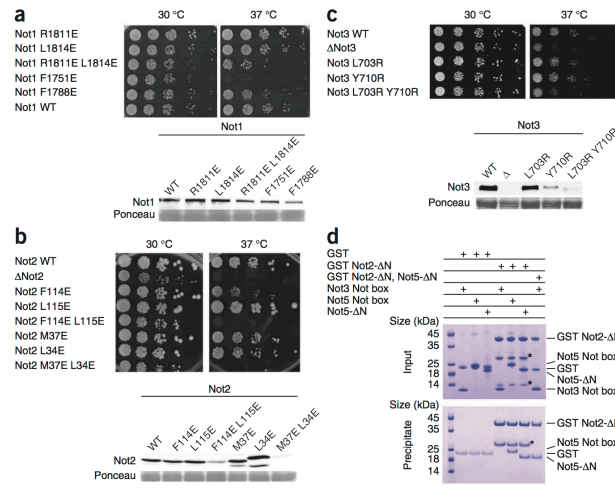 a
30 °C 37 °C
Not1 R1811E
Not1 L1814E
Not1 R1811E L1814E
Not1 F1751E
Not1 F1788E
Not1 WT
Not1
WT R1811E L1814E R1811E L1814E F1751E F1788E
Not1
Ponceau
b
30 °C 37 °C
Not2 WT
ΔNot2
Not2 F114E
Not2 L115E
Not2 F114E L115E
Not2 M37E
Not2 L34E
Not2 M37E L34E
Not2
WT F114E L115E F114E L115E M37E L34E M37E L34E
Not2
Ponceau
c
30 °C 37 °C
Not3 WT
ΔNot3
Not3 L703R
Not3 Y710R
Not3 L703R Y710R
Not3
WT Δ L703R Y710R L703R Y710R
Not3
Ponceau
d
GST + + +
GST Not2-ΔN + + +
GST Not2-ΔN, Not5-ΔN +
Not3 Not box + + +
Not5 Not box + +
Not5-ΔN + +
Size (kDa)
45
35
25
18
14
Input
*
*
GST Not2-Δ
Not5 Not box
GST
Not5-ΔN
Not3 Not box
Size (kDa)
45
35
25
18
14
Precipitate
*
GST Not2-Δ
Not5 Not box
GST
Not5-ΔN